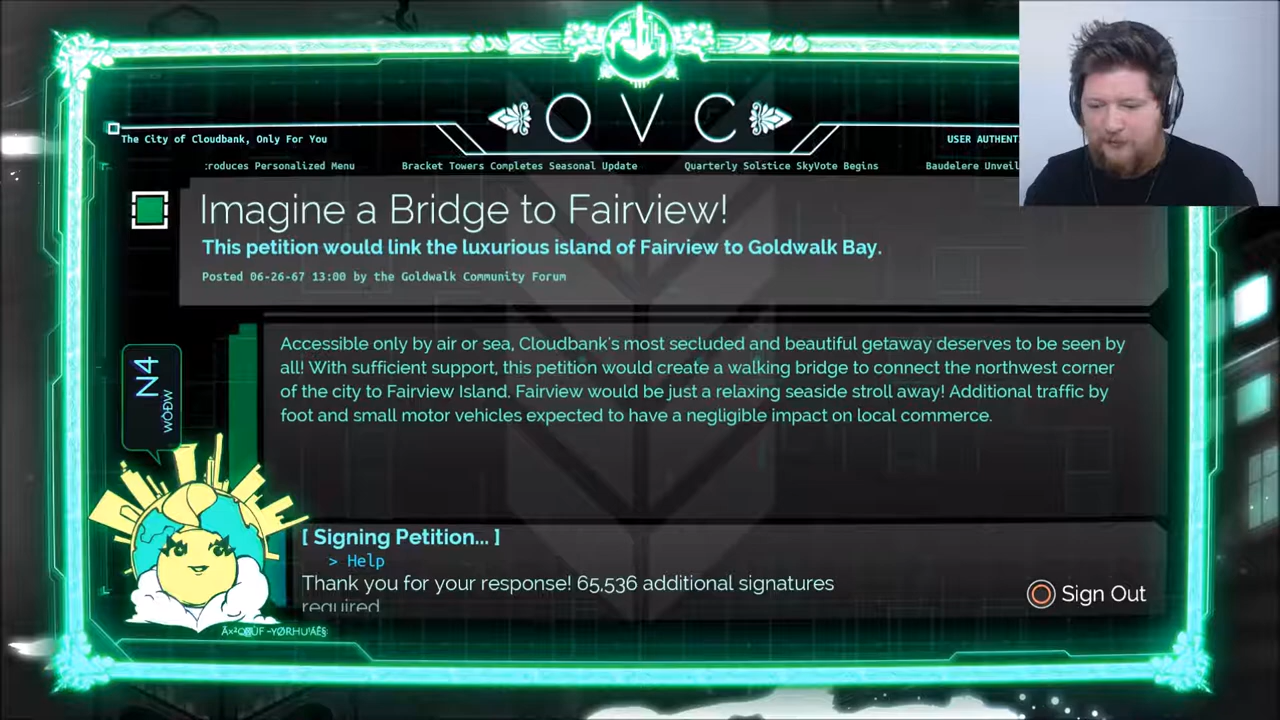 OVC
The City of Cloudbank, Only For You
USER AUTHENT
:roduces Personalized Menu
Bracket Towers Completes Seasonal Update
Quarterly Solstice SkyVote Begins
Baudelere Unveil
Imagine a Bridge to Fairview!
This petition would link the luxurious island of Fairview to Goldwalk Bay.
Posted 06-26-67 13:00 by the Goldwalk Community Forum
Accessible only by air or sea, Cloudbank's most secluded and beautiful getaway deserves to be seen by
all! With sufficient support, this petition would create a walking bridge to connect the northwest corner
of the city to Fairview Island. Fairview would be just a relaxing seaside stroll away! Additional traffic by
foot and small motor vehicles expected to have a negligible impact on local commerce.
N4
[ Signing Petition... ]
> Help
Thank you for your response! 65,536 additional signatures
required
Sign Out